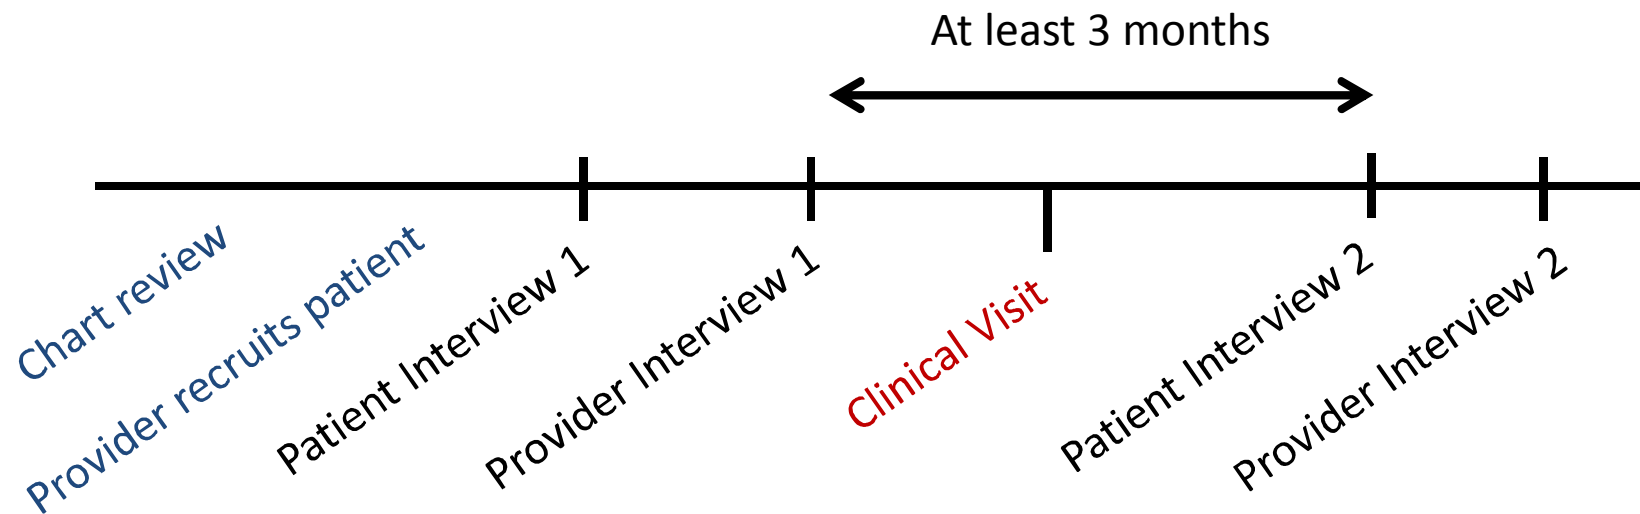 At least 3 months
Chart review
Provider recruits patient
Patient Interview 1
Provider Interview 1
Clinical Visit
Patient Interview 2
Provider Interview 2